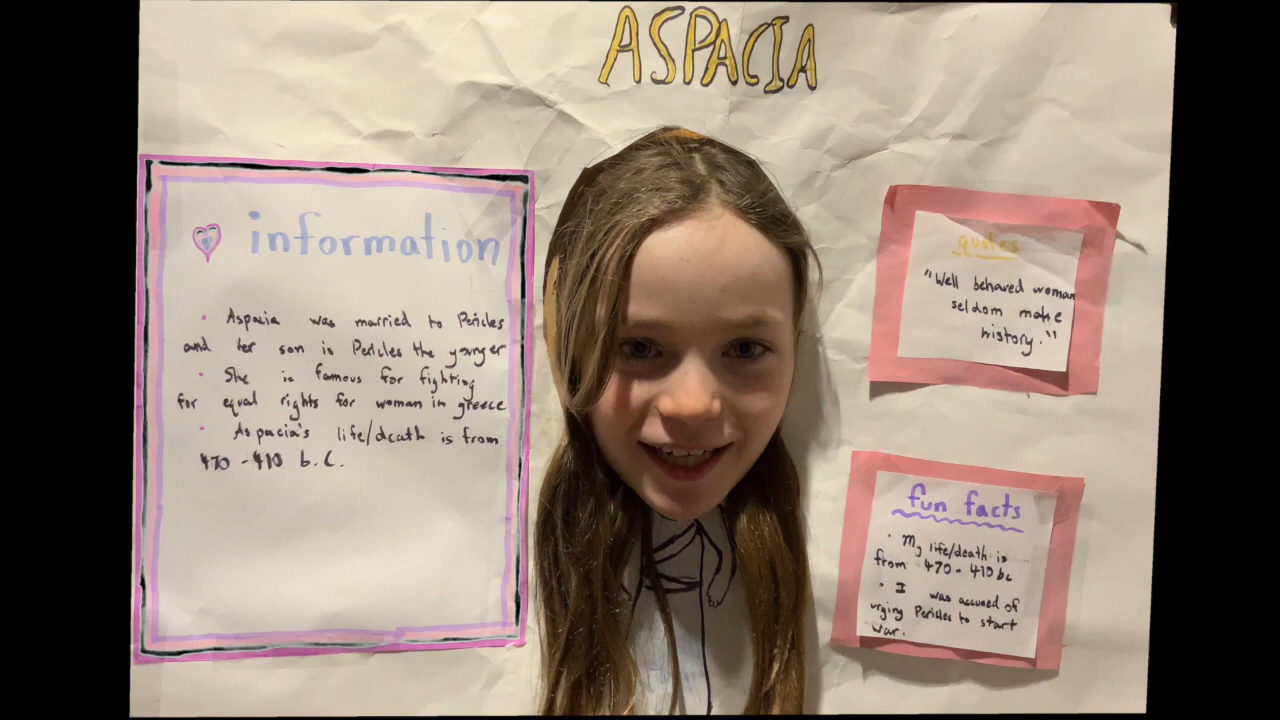 ASPACIA
information
• Aspacia was married to Pericles
and her son is Pericles the younger
• She is famous for fighting
for equal rights for woman in greece
• Aspacia's life/death is from
470 - 410 b.c.
quotes
"Well behaved woman
seldom make
history."
fun facts
• My life/death is
from 470 - 410 bc
• I was accused of
urging Pericles to start
war.